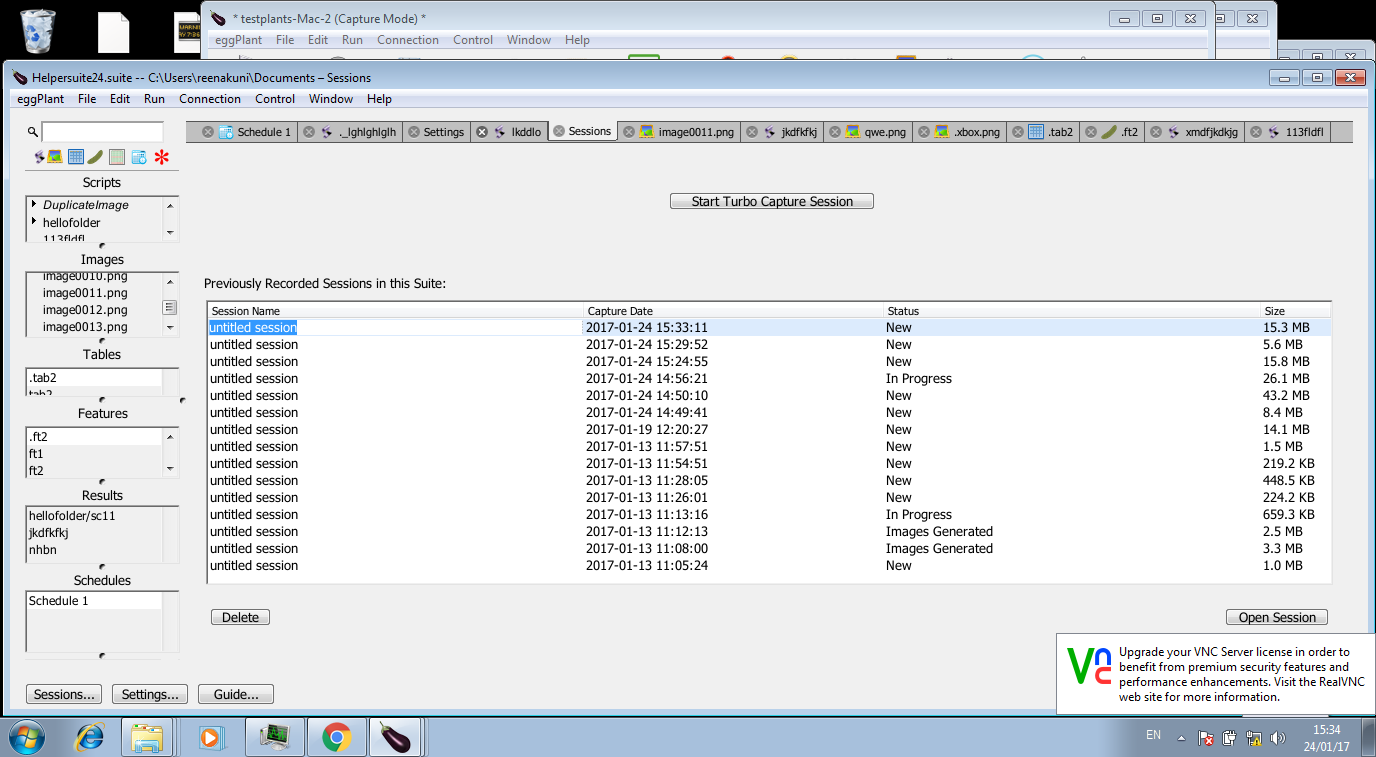 * testplants-Mac-2 (Capture Mode) *
eggPlant File Edit Run Connection Control Window Help
Helpersuite24.suite -- C:\Users\reenakuni\Documents – Sessions
eggPlant File Edit Run Connection Control Window Help
Schedule 1 ._lghlghlglh Settings lkddlo Sessions image0011.png jkdfkfkj qwe.png .xbox.png .tab2 .ft2 xmdfjkdkjg 113fldfl
Scripts
DuplicateImage
hellofolder
113fldfl
Images
image0010.png
image0011.png
image0012.png
image0013.png
Tables
.tab2
tab2
Features
.ft2
ft1
ft2
Results
hellofolder/sc11
jkdfkfkj
nhbn
Schedules
Schedule 1
Sessions... Settings... Guide...
Start Turbo Capture Session
Previously Recorded Sessions in this Suite:
Session Name Capture Date Status Size
untitled session 2017-01-24 15:33:11 New 15.3 MB
untitled session 2017-01-24 15:29:52 New 5.6 MB
untitled session 2017-01-24 15:24:55 New 15.8 MB
untitled session 2017-01-24 14:56:21 In Progress 26.1 MB
untitled session 2017-01-24 14:50:10 New 43.2 MB
untitled session 2017-01-24 14:49:41 New 8.4 MB
untitled session 2017-01-19 12:20:27 New 14.1 MB
untitled session 2017-01-13 11:57:51 New 1.5 MB
untitled session 2017-01-13 11:54:51 New 219.2 KB
untitled session 2017-01-13 11:28:05 New 448.5 KB
untitled session 2017-01-13 11:26:01 New 224.2 KB
untitled session 2017-01-13 11:13:16 In Progress 659.3 KB
untitled session 2017-01-13 11:12:13 Images Generated 2.5 MB
untitled session 2017-01-13 11:08:00 Images Generated 3.3 MB
untitled session 2017-01-13 11:05:24 New 1.0 MB
Delete Open Session
Upgrade your VNC Server license in order to
benefit from premium security features and
performance enhancements. Visit the RealVNC
web site for more information.
EN 15:34
24/01/17